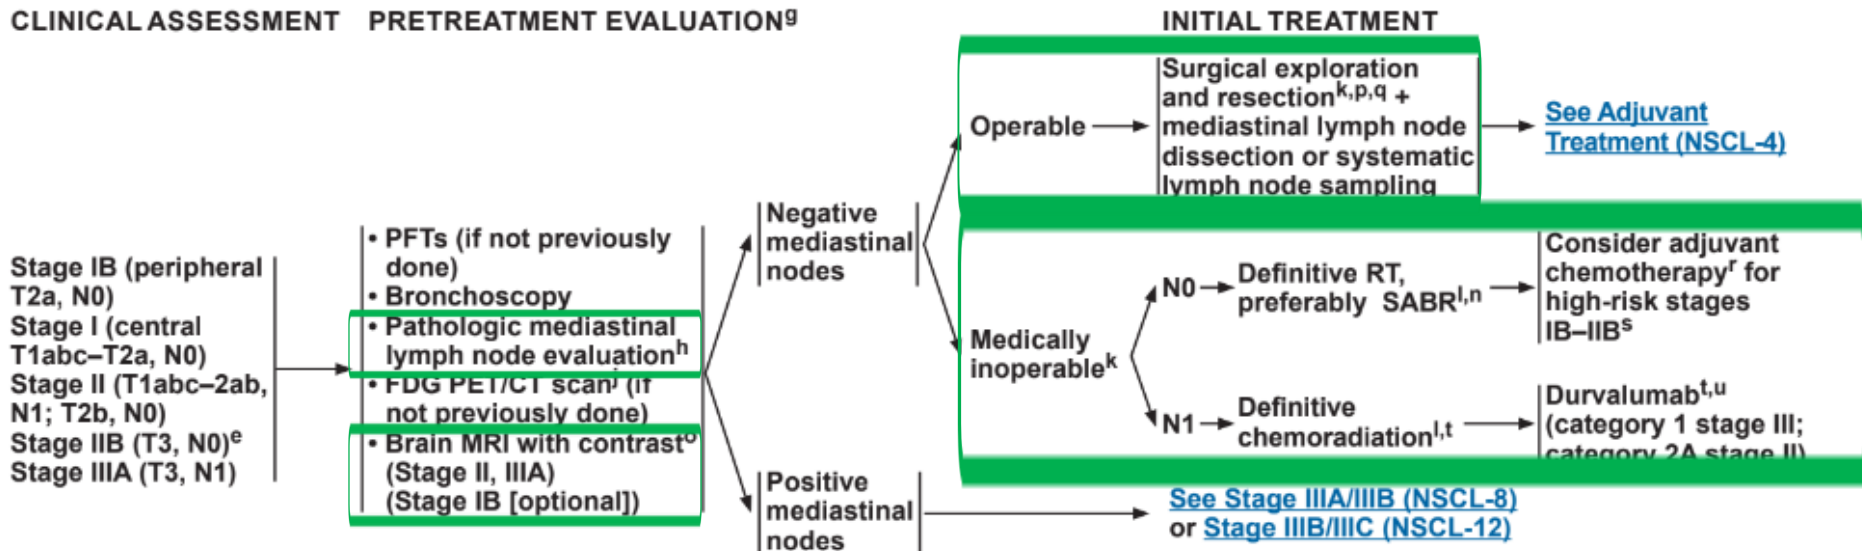 CLINICAL ASSESSMENT
PRETREATMENT EVALUATIONg
INITIAL TREATMENT
Stage IB (peripheral
T2a, N0)
Stage I (central
T1abc–T2a, N0)
Stage II (T1abc–2ab,
N1; T2b, N0)
Stage IIB (T3, N0)e
Stage IIIA (T3, N1)
• PFTs (if not previously
done)
• Bronchoscopy
• Pathologic mediastinal
lymph node evaluationh
• FDG PET/CT scanj (if
not previously done)
• Brain MRI with contrasto
(Stage II, IIIA)
(Stage IB [optional])
Negative
mediastinal
nodes
Operable
Surgical exploration
and resectionk,p,q +
mediastinal lymph node
dissection or systematic
lymph node sampling
See Adjuvant
Treatment (NSCL-4)
Medically
inoperablek
N0
Definitive RT,
preferably SABRl,n
Consider adjuvant
chemotherapyr for
high-risk stages
IB–IIBs
N1
Definitive
chemoradiationl,t
Durvalumabt,u
(category 1 stage III;
category 2A stage II)
Positive
mediastinal
nodes
See Stage IIIA/IIIB (NSCL-8)
or Stage IIIB/IIIC (NSCL-12)